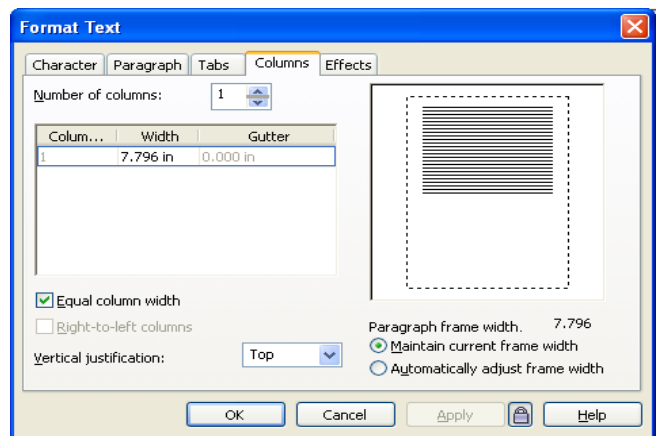 Format Text
Character Paragraph Tabs Columns Effects
Number of columns: 1
Colum... Width Gutter
1 7.796 in 0.000 in
Equal column width
Right-to-left columns
Vertical justification: Top
Paragraph frame width. 7.796
Maintain current frame width
Automatically adjust frame width
OK Cancel Apply Help